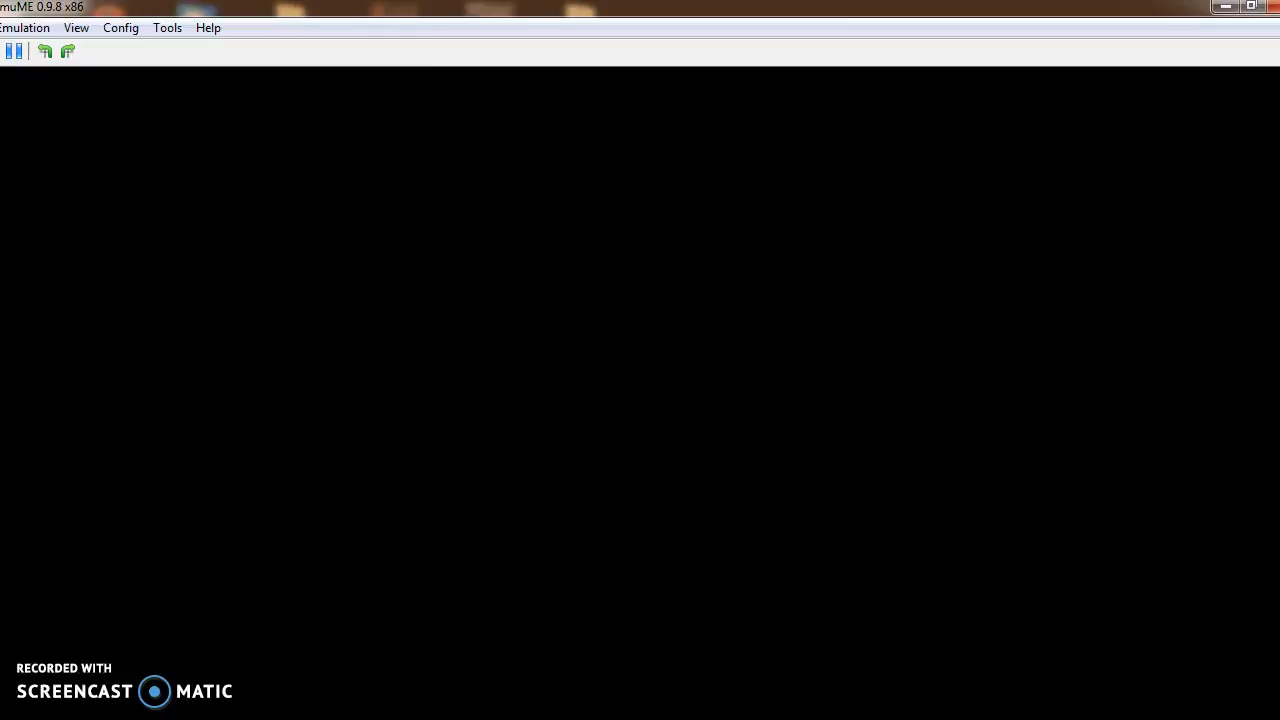 muME 0.9.8 x86
Emulation View Config Tools Help
RECORDED WITH
SCREENCAST MATIC